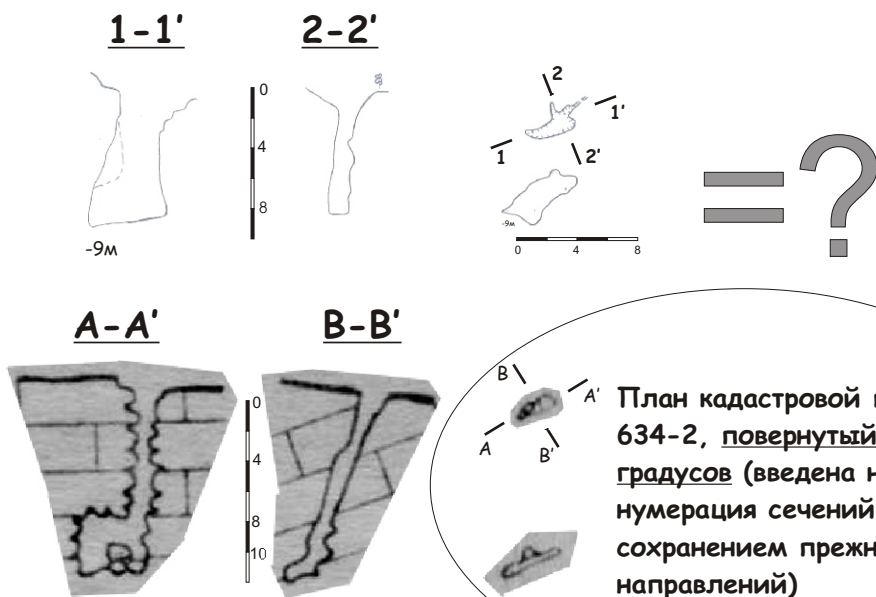 1-1' 2-2'
0
4
8
-9м
2
1'
1
2'
-9м
0 4 8
= ?
A-A' B-B'
0
4
8
10
B
A'
A
B'
План кадастровой
634-2, повернутый
градусов (введена
нумерация сечений
сохранением
направлений)